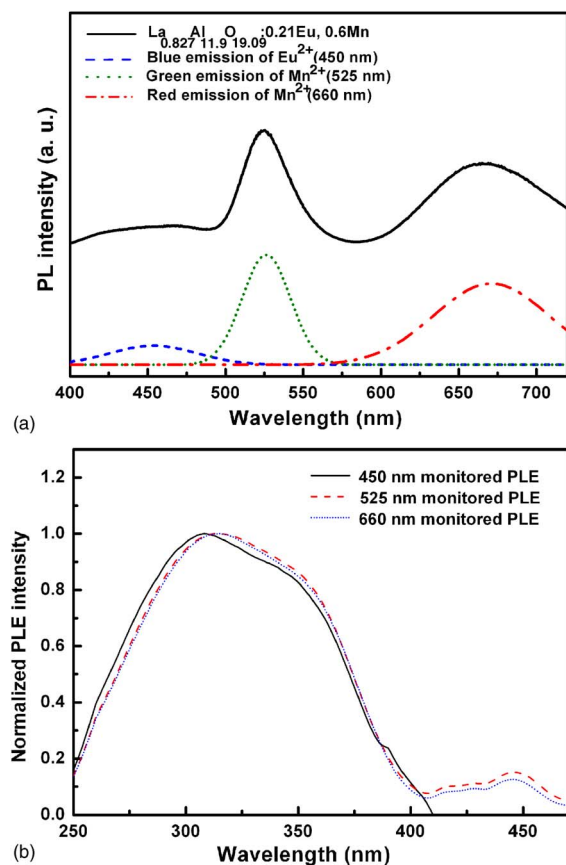 La0.827Al11.9O19.09:0.21Eu, 0.6Mn
Blue emission of Eu2+(450 nm)
Green emission of Mn2+(525 nm)
Red emission of Mn2+(660 nm)
PL intensity (a. u.)
400 450 500 550 600 650 700
Wavelength (nm)
(a)
450 nm monitored PLE
525 nm monitored PLE
660 nm monitored PLE
Normalized PLE intensity
1.2
1.0
0.8
0.6
0.4
0.2
0.0
250 300 350 400 450
Wavelength (nm)
(b)